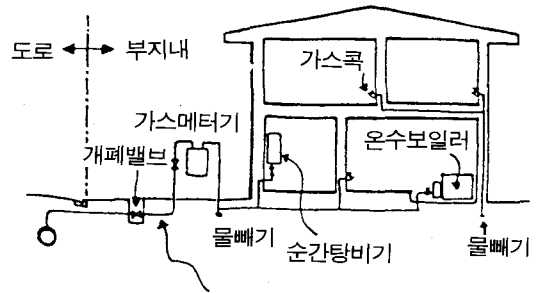 도로
부지내
가스콕
가스메터기
온수보일러
개폐밸브
물빼기
순간탕비기
물빼기